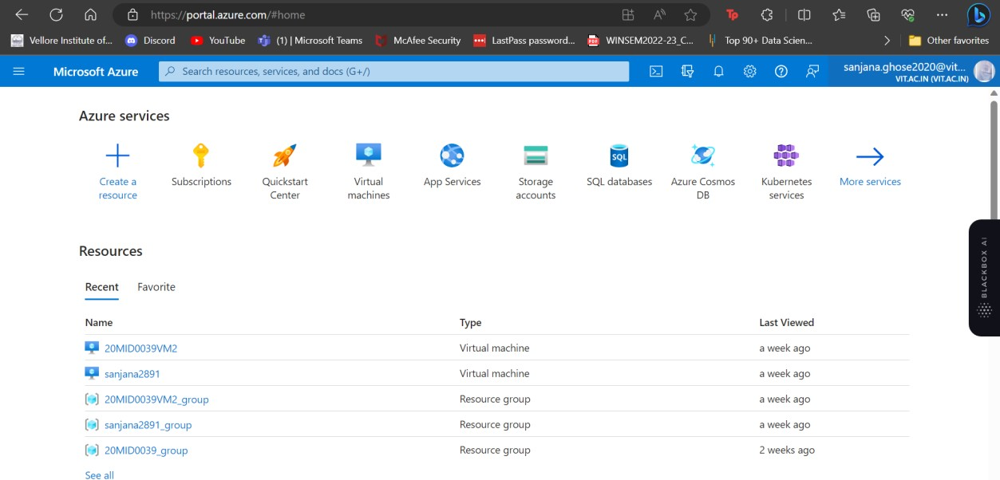 https://portal.azure.com/#home
Vellore Institute of... Discord YouTube (1) | Microsoft Teams McAfee Security LastPass password... WINSEM2022-23_C... Top 90+ Data Scien... Other favorites
Microsoft Azure Search resources, services, and docs (G+/) sanjana.ghose2020@vit...
VIT.AC.IN (VIT.AC.IN)
Azure services
Create a resource
Subscriptions
Quickstart Center
Virtual machines
App Services
Storage accounts
SQL
SQL databases
Azure Cosmos DB
Kubernetes services
More services
BLACKBOX AI
Resources
Recent Favorite
Name Type Last Viewed
20MID0039VM2 Virtual machine a week ago
sanjana2891 Virtual machine a week ago
20MID0039VM2_group Resource group a week ago
sanjana2891_group Resource group a week ago
20MID0039_group Resource group 2 weeks ago
See all